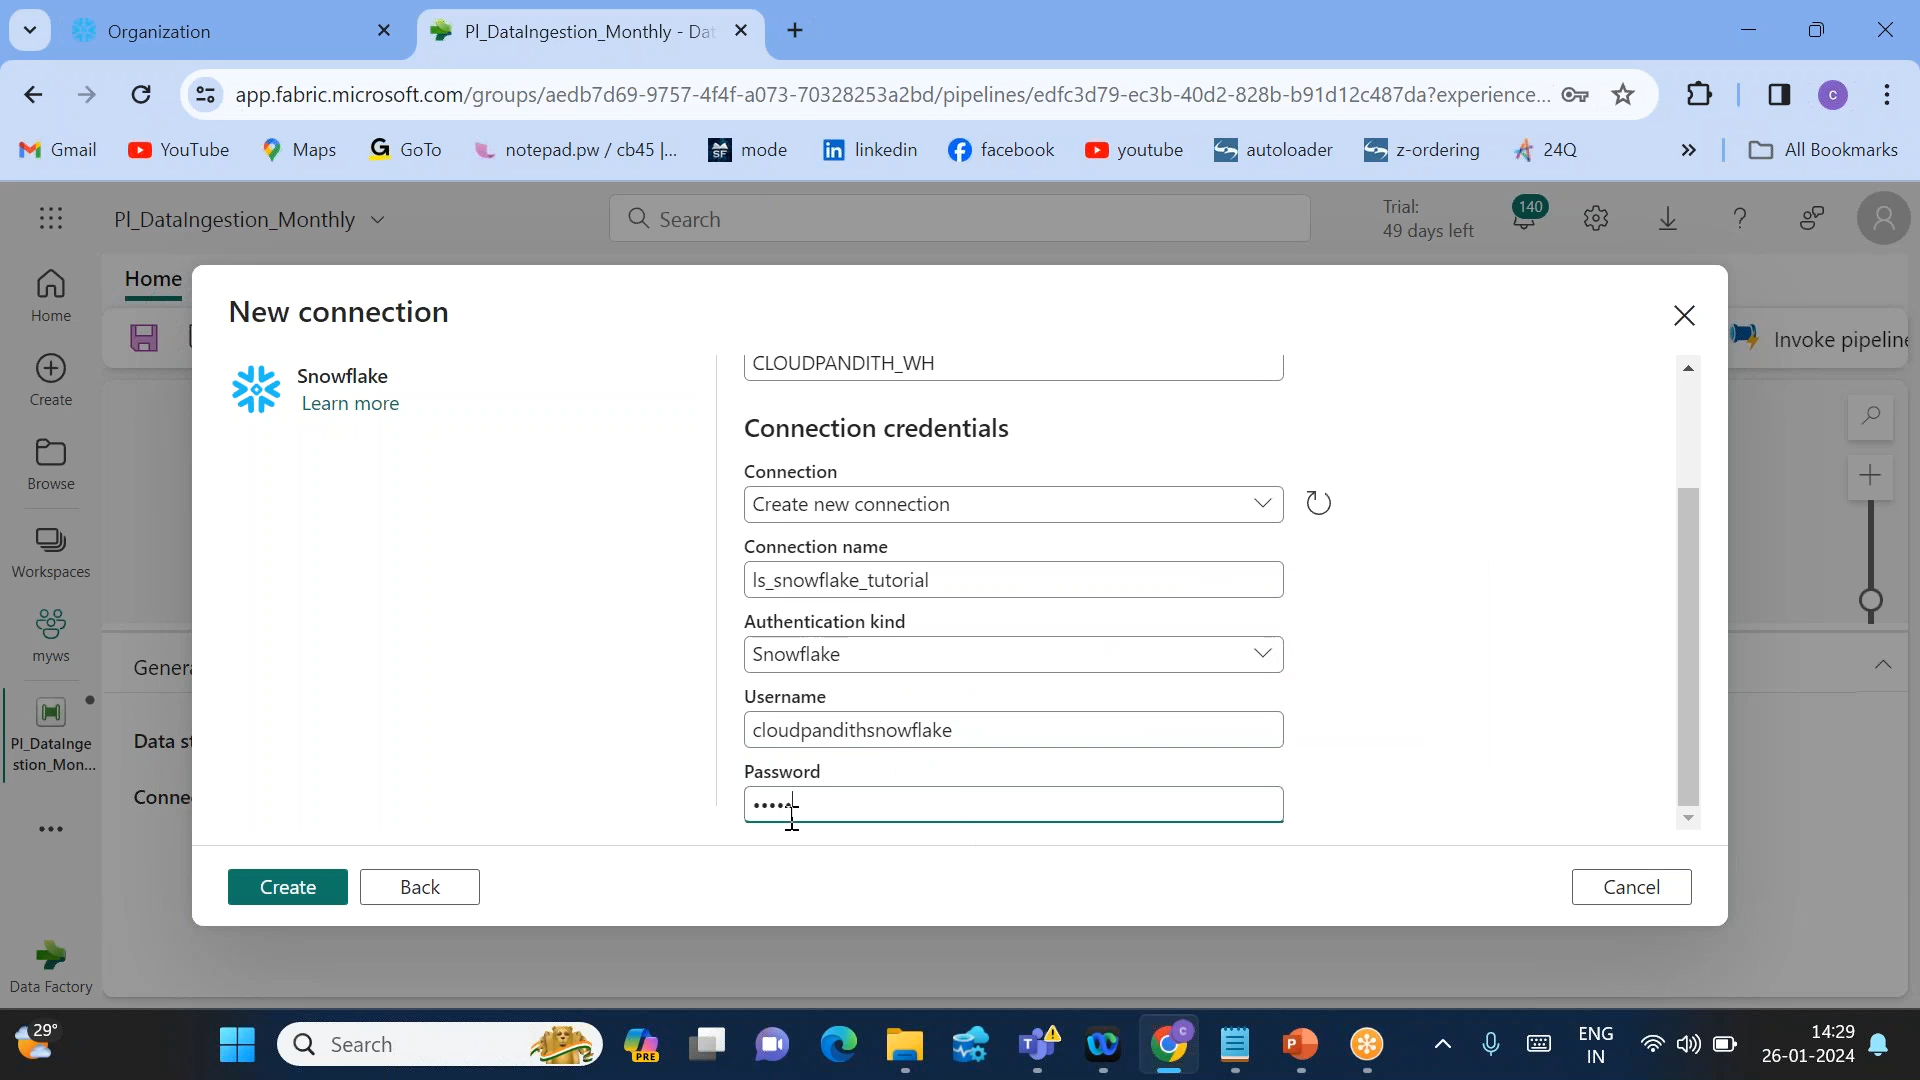 Organization
Pl_DataIngestion_Monthly - Dat
app.fabric.microsoft.com/groups/aedb7d69-9757-4f4f-a073-70328253a2bd/pipelines/edfc3d79-ec3b-40d2-828b-b91d12c487da?experience...
C
Gmail
YouTube
Maps
GoTo
notepad.pw / cb45 |...
mode
linkedin
facebook
youtube
autoloader
z-ordering
24Q
»
All Bookmarks
Pl_DataIngestion_Monthly
Search
Trial:
49 days left
140
Home
Create
Browse
Workspaces
myws
Pl_DataInge
stion_Mon...
Data Factory
Home
Invoke pipeline
Genera
Data st
Conne
New connection
Snowflake
Learn more
CLOUDPANDITH_WH
Connection credentials
Connection
Create new connection
Connection name
ls_snowflake_tutorial
Authentication kind
Snowflake
Username
cloudpandithsnowflake
Password
•••••
Create
Back
Cancel
29°
Search
PRE
C
ENG
IN
14:29
26-01-2024